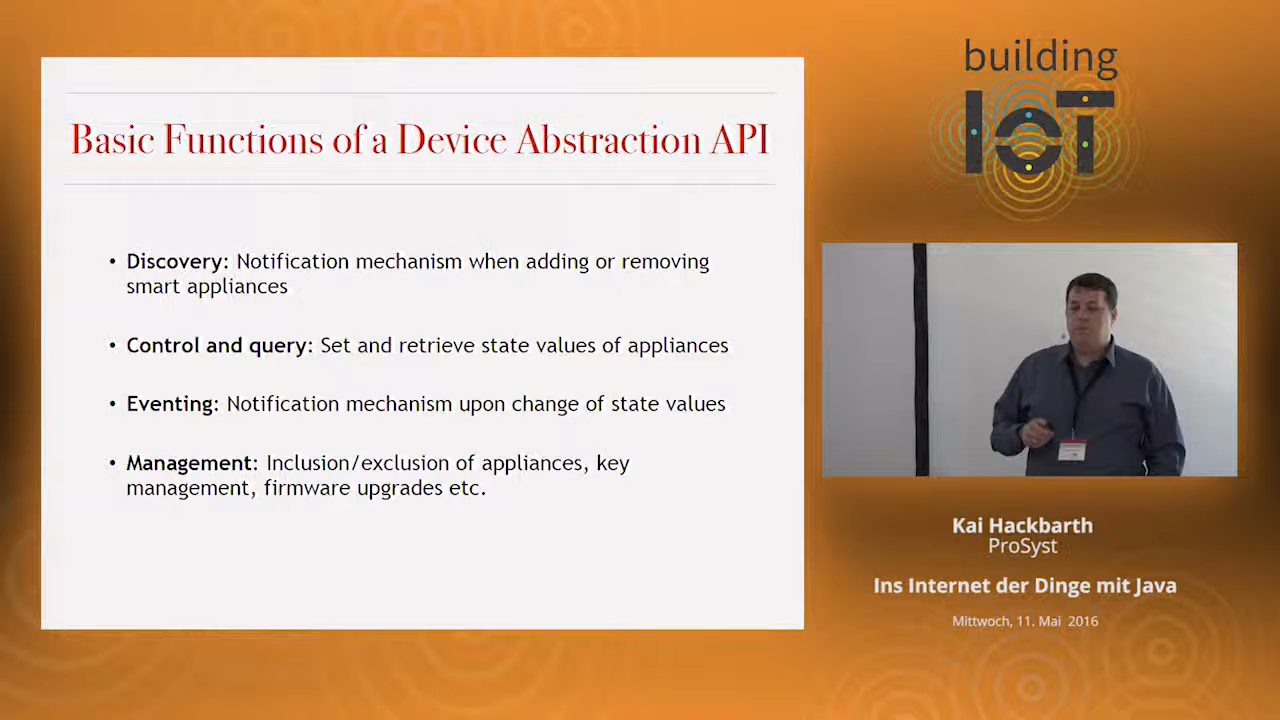 Basic Functions of a Device Abstraction API
• Discovery: Notification mechanism when adding or removing
smart appliances
• Control and query: Set and retrieve state values of appliances
• Eventing: Notification mechanism upon change of state values
• Management: Inclusion/exclusion of appliances, key
management, firmware upgrades etc.
building
IoT
Kai Hackbarth
ProSyst
Ins Internet der Dinge mit Java
Mittwoch, 11. Mai 2016